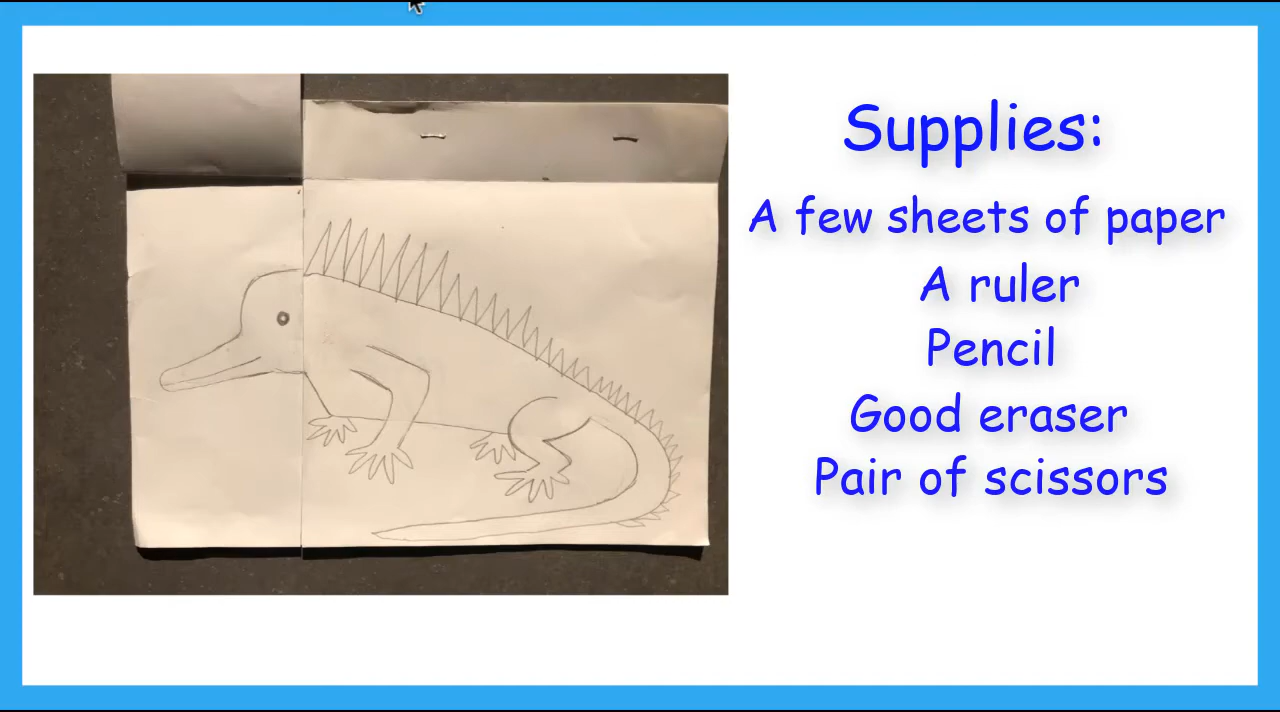 Supplies:
A few sheets of paper
A ruler
Pencil
Good eraser
Pair of scissors